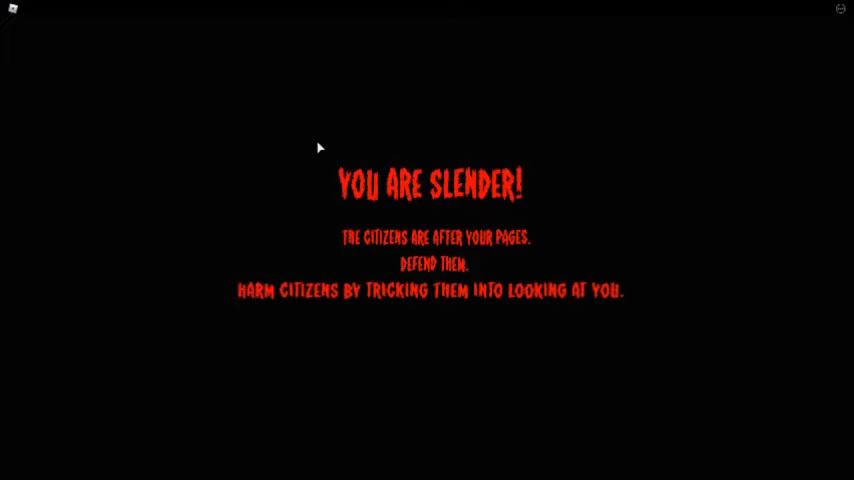 YOU ARE SLENDER!
THE CITIZENS ARE AFTER YOUR PAGES.
DEFEND THEM.
HARM CITIZENS BY TRICKING THEM INTO LOOKING AT YOU.